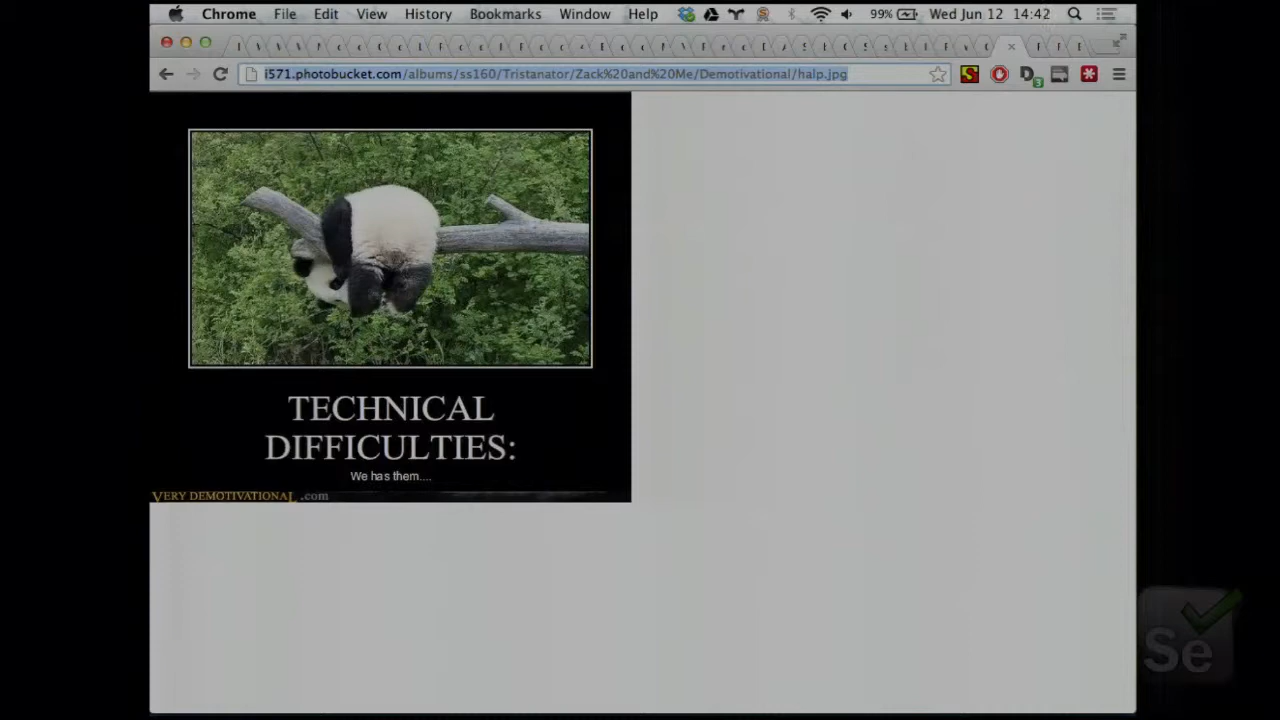 Chrome File Edit View History Bookmarks Window Help 99% Wed Jun 12 14:42
i571.photobucket.com/albums/ss160/Tristanator/Zack%20and%20Me/Demotivational/halp.jpg
TECHNICAL
DIFFICULTIES:
We has them....
VERY DEMOTIVATIONAL .com
Se